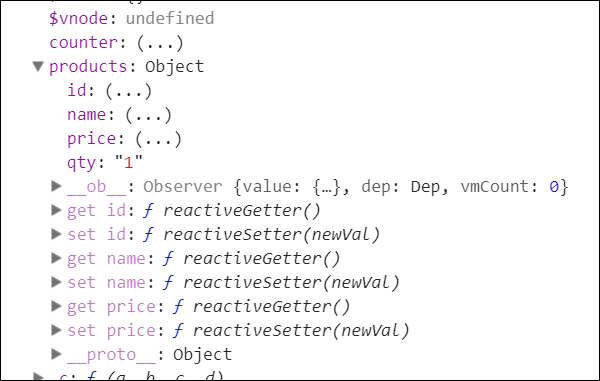 $vnode: undefined
counter: (...)
▼products: Object
id: (...)
name: (...)
price: (...)
qty: "1"
▶__ob__: Observer {value: {…}, dep: Dep, vmCount: 0}
▶get id: ƒ reactiveGetter()
▶set id: ƒ reactiveSetter(newVal)
▶get name: ƒ reactiveGetter()
▶set name: ƒ reactiveSetter(newVal)
▶get price: ƒ reactiveGetter()
▶set price: ƒ reactiveSetter(newVal)
▶__proto__: Object
_c: ƒ (a, b, c, d)